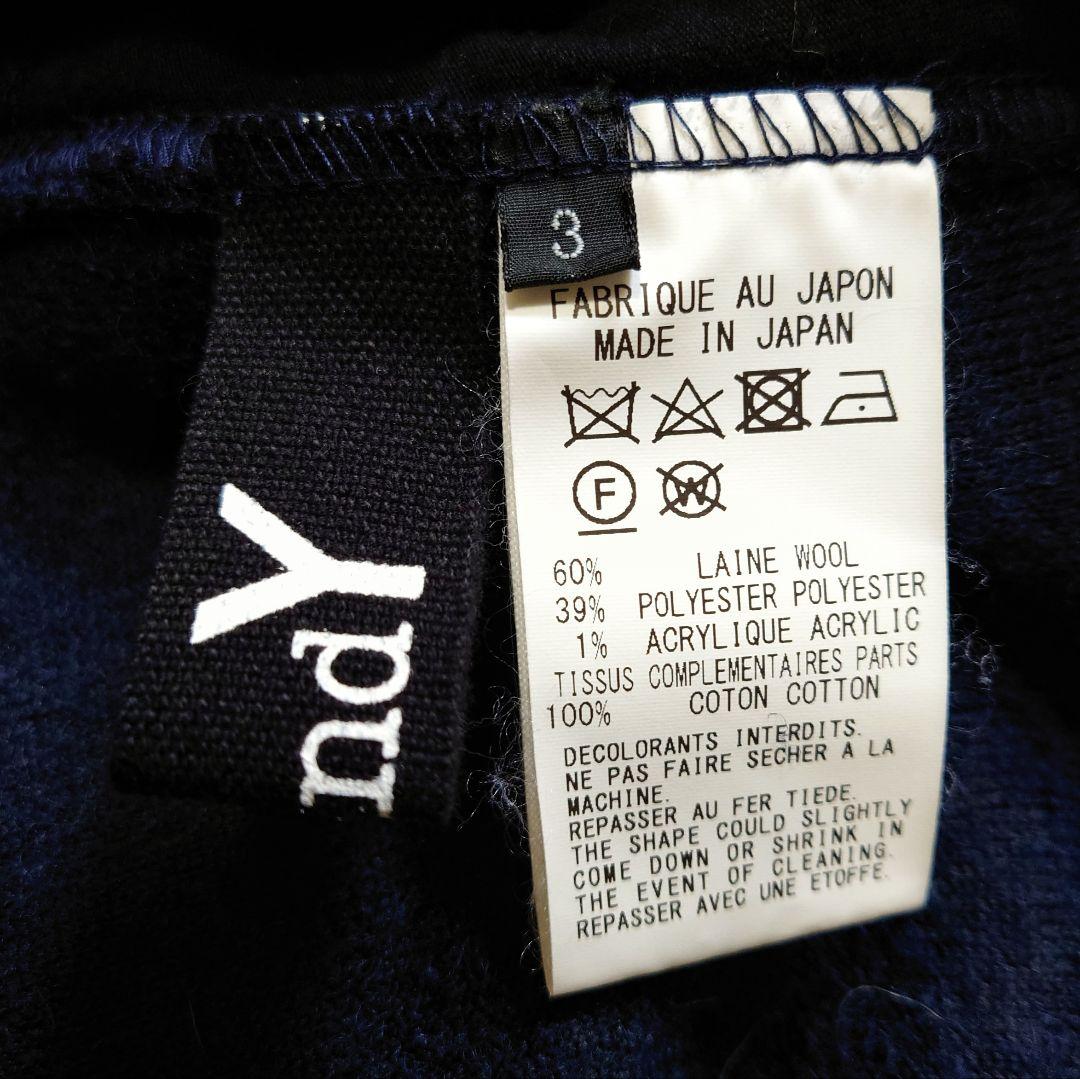 Y
nd
3
FABRIQUE AU JAPON
MADE IN JAPAN
F
W
60% LAINE WOOL
39% POLYESTER POLYESTER
1% ACRYLIQUE ACRYLIC
TISSUS COMPLEMENTAIRES PARTS
100% COTON COTTON
DECOLORANTS INTERDITS.
NE PAS FAIRE SECHER A LA
MACHINE.
REPASSER AU FER TIEDE.
THE SHAPE COULD SLIGHTLY
COME DOWN OR SHRINK IN
THE EVENT OF CLEANING.
REPASSER AVEC UNE ETOFFE.